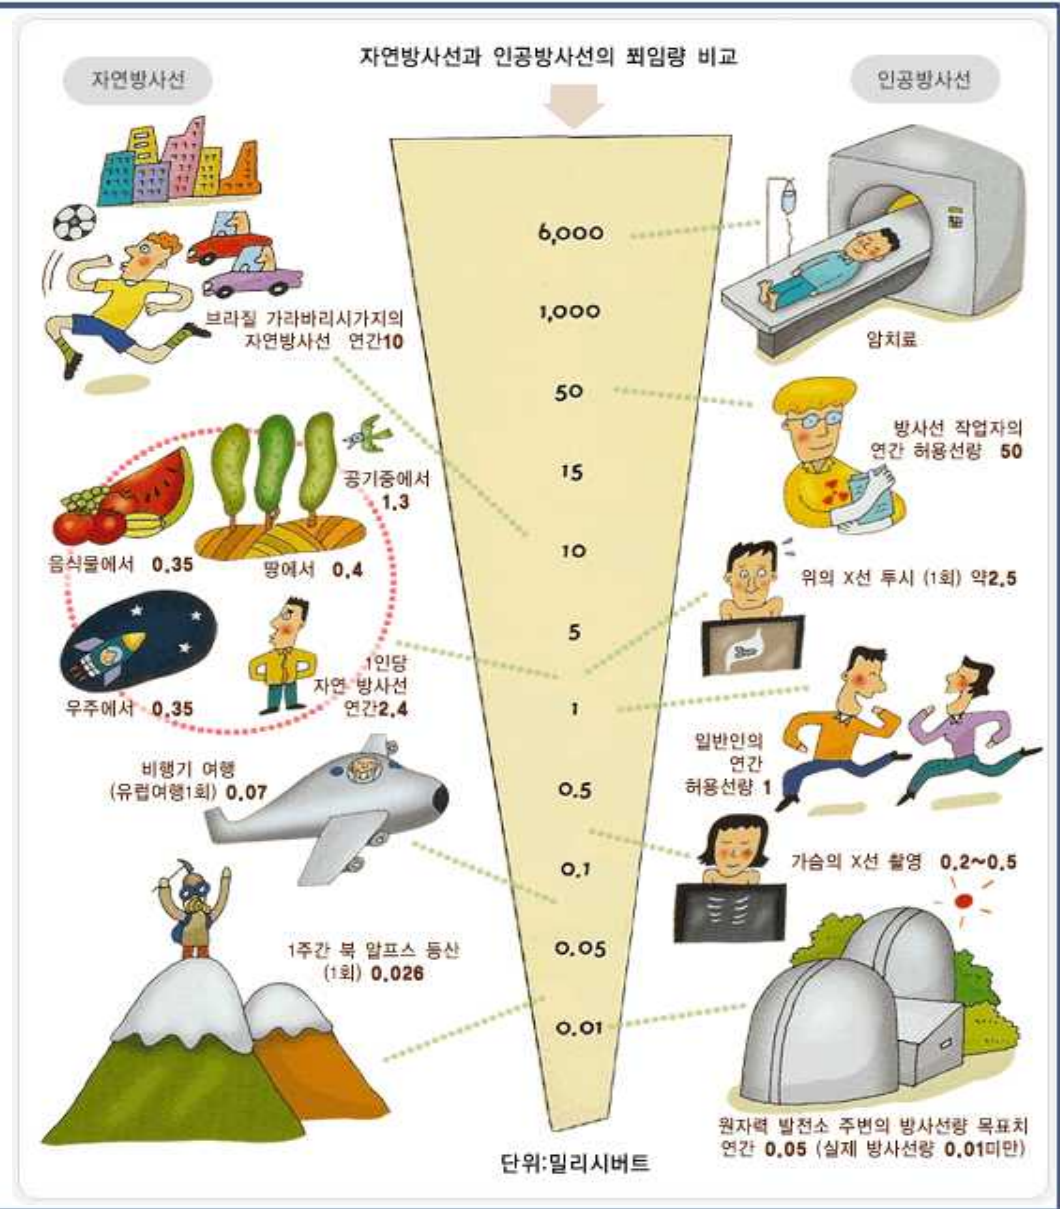 자연방사선과 인공방사선의 쬐임량 비교
자연방사선
인공방사선
6,000
1,000
50
15
10
5
1
0.5
0.1
0.05
0.01
단위:밀리시버트
브라질 가라바리시가지의
자연방사선 연간10
공기중에서
1.3
음식물에서 0.35
땅에서 0.4
우주에서 0.35
1인당
자연 방사선
연간2.4
비행기 여행
(유럽여행1회) 0.07
1주간 북 알프스 등산
(1회) 0.026
암치료
방사선 작업자의
연간 허용선량 50
위의 X선 투시 (1회) 약2.5
일반인의
연간
허용선량 1
가슴의 X선 촬영 0.2~0.5
원자력 발전소 주변의 방사선량 목표치
연간 0.05 (실제 방사선량 0.01미만)